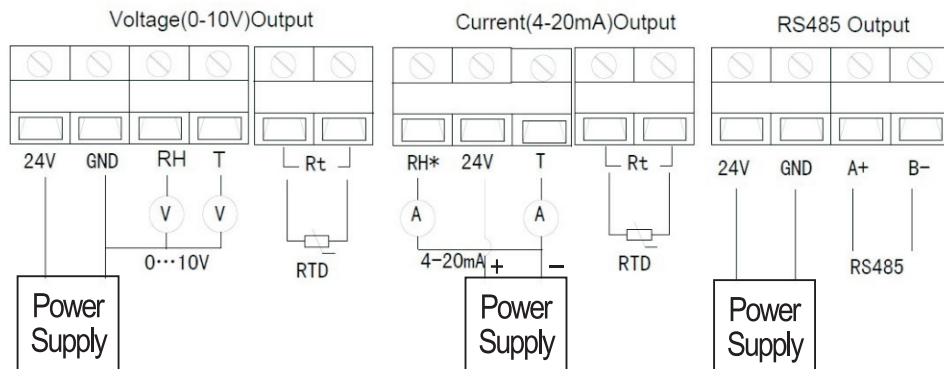 Voltage(0-10V)Output
Current(4-20mA)Output
RS485 Output
24V GND RH T Rt
RH* 24V T Rt
24V GND A+ B-
V V
A A
0···10V
RTD
4-20mA + −
RTD
RS485
Power
Supply
Power
Supply
Power
Supply